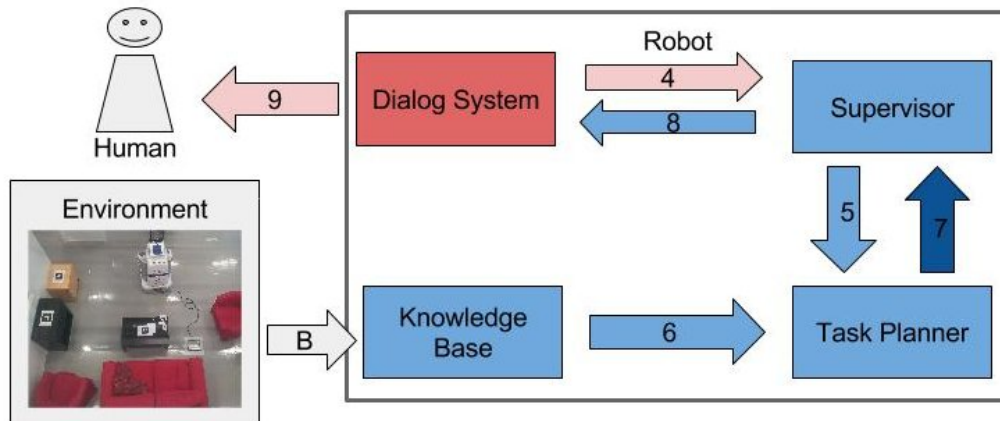 Robot
9
Dialog System
4
8
Supervisor
Human
Environment
5
7
B
Knowledge
Base
6
Task Planner